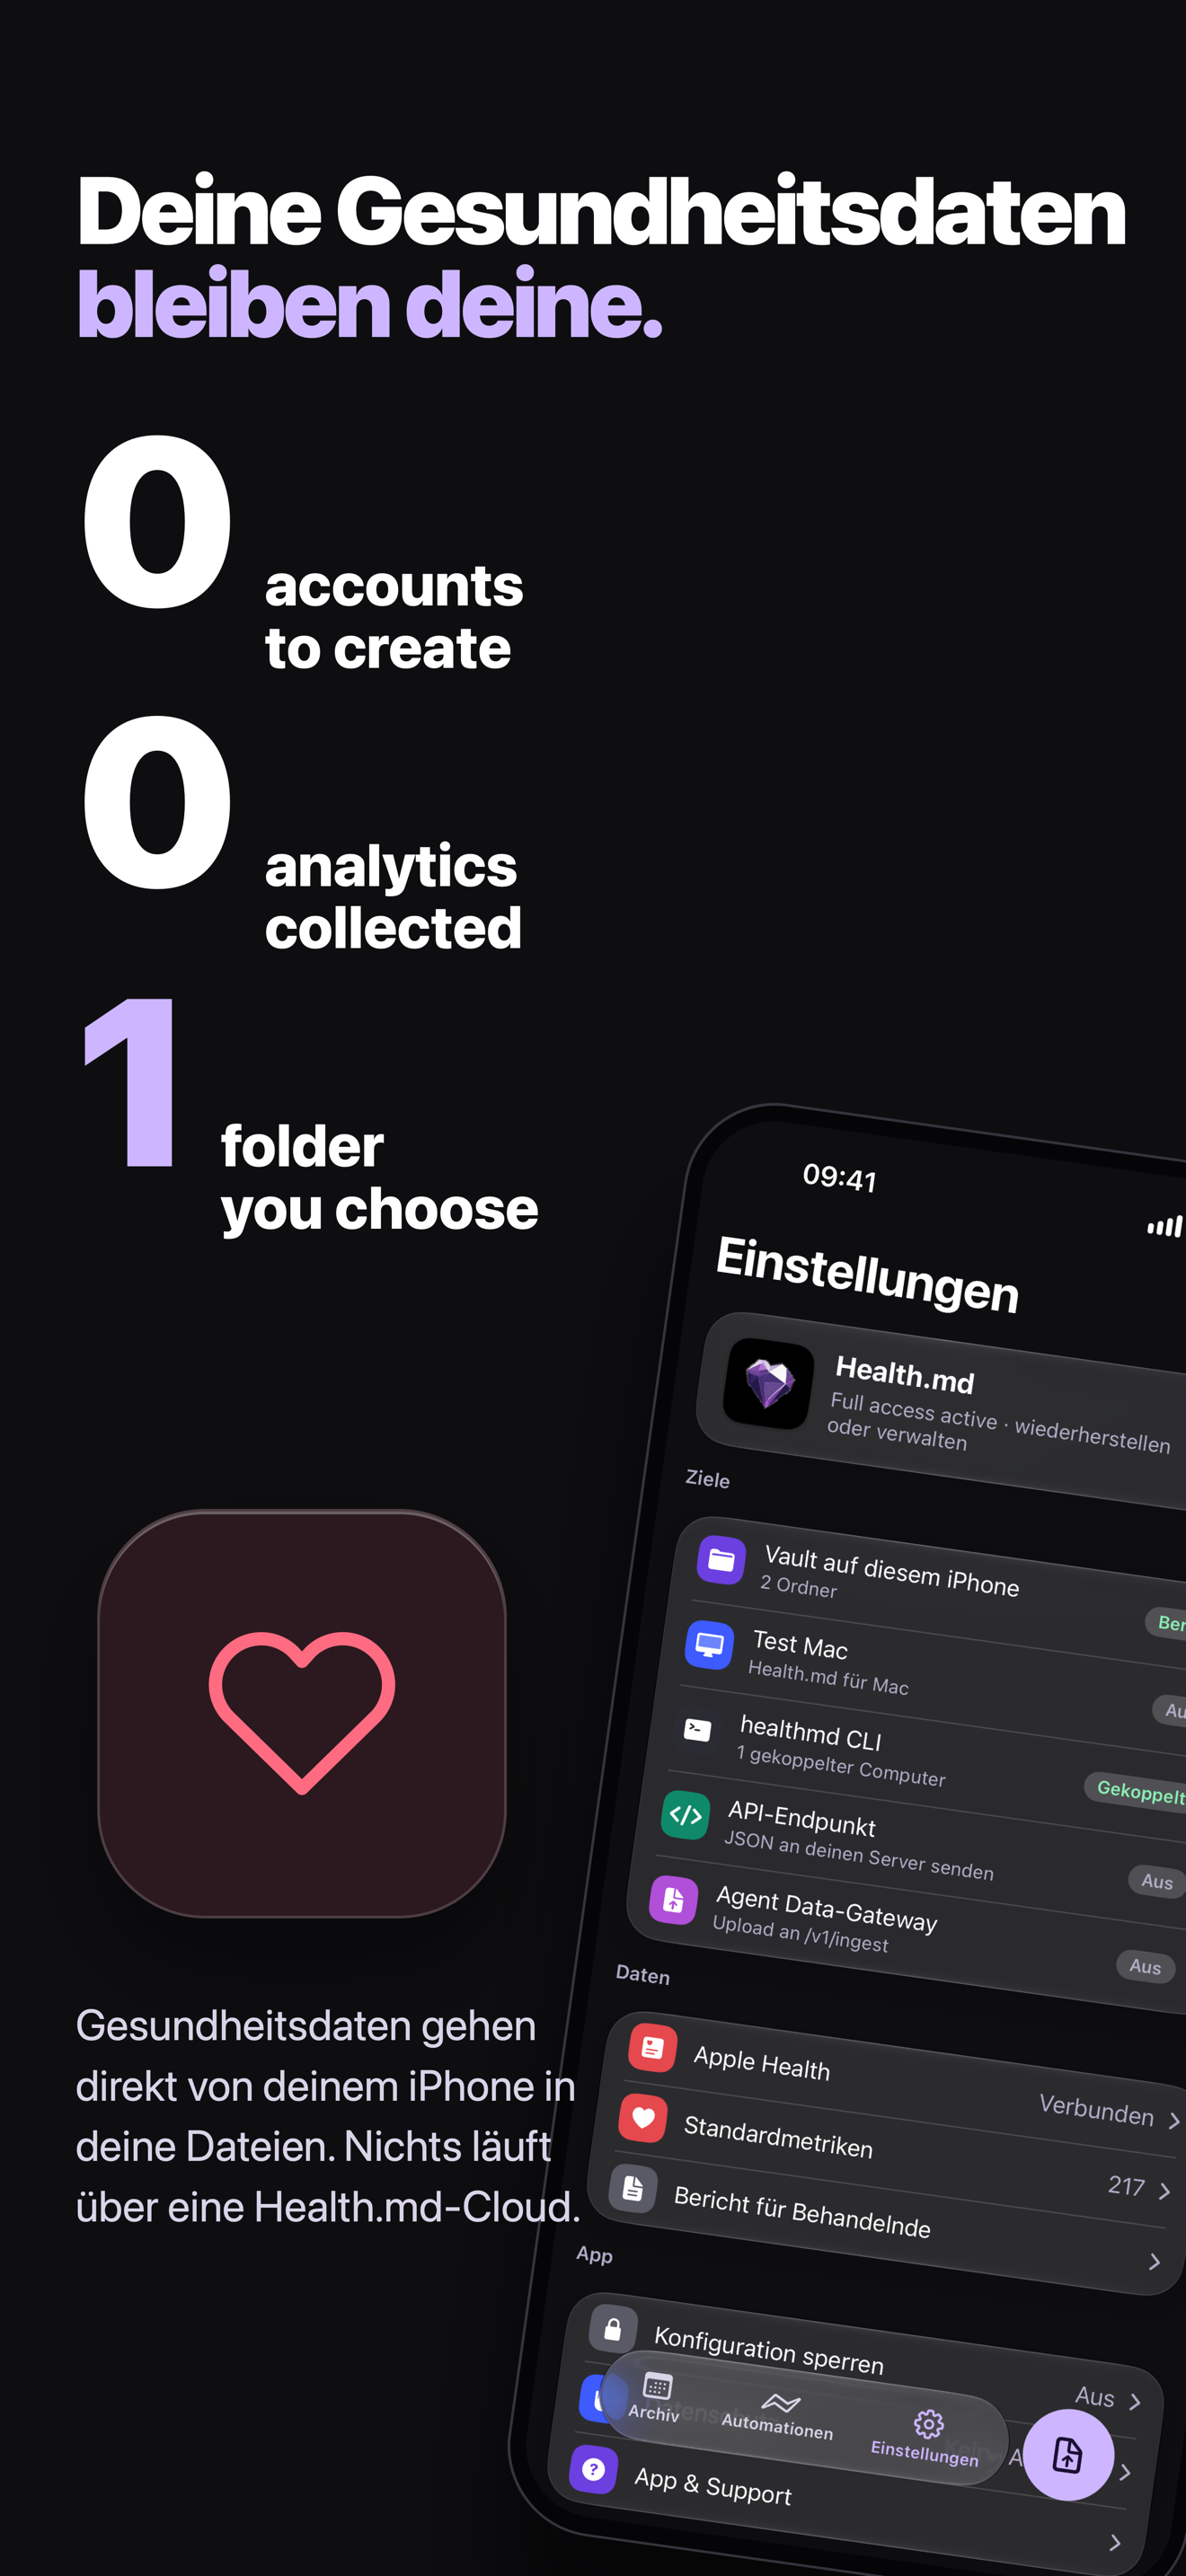 Deine Gesundheitsdaten
bleiben deine.
0 accounts
to create
0 analytics
collected
1 folder
you choose
09:41
Einstellungen
Health.md
Full access active · wiederherstellen
oder verwalten
Ziele
Vault auf diesem iPhone
2 Ordner
Test Mac
Health.md für Mac
healthmd CLI
1 gekoppelter Computer
Gekoppelt
API-Endpunkt
JSON an deinen Server senden
Aus
Agent Data-Gateway
Upload an /v1/ingest
Aus
Gesundheitsdaten gehen
direkt von deinem iPhone in
deine Dateien. Nichts läuft
über eine Health.md-Cloud.
Daten
Apple Health
Verbunden
Standardmetriken
217
Bericht für Behandelnde
App
Konfiguration sperren
Aus
Archiv
Automationen
Einstellungen
App & Support